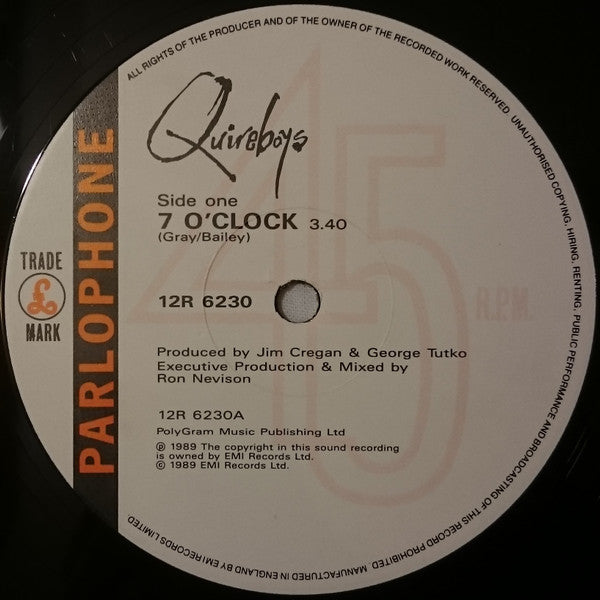 ALL RIGHTS OF THE PRODUCER AND OF THE OWNER OF THE RECORDED WORK RESERVED. UNAUTHORISED COPYING, HIRING, RENTING, PUBLIC PERFORMANCE AND BROADCASTING OF THIS RECORD PROHIBITED. MANUFACTURED IN ENGLAND BY EMI RECORDS LIMITED
PARLOPHONE
TRADE
£
MARK
45
RPM
Quireboys
Side one
7 O'CLOCK 3.40
(Gray/Bailey)
12R 6230
Produced by Jim Cregan & George Tutko
Executive Production & Mixed by
Ron Nevison
12R 6230A
PolyGram Music Publishing Ltd
℗ 1989 The copyright in this sound recording
is owned by EMI Records Ltd.
© 1989 EMI Records Ltd.